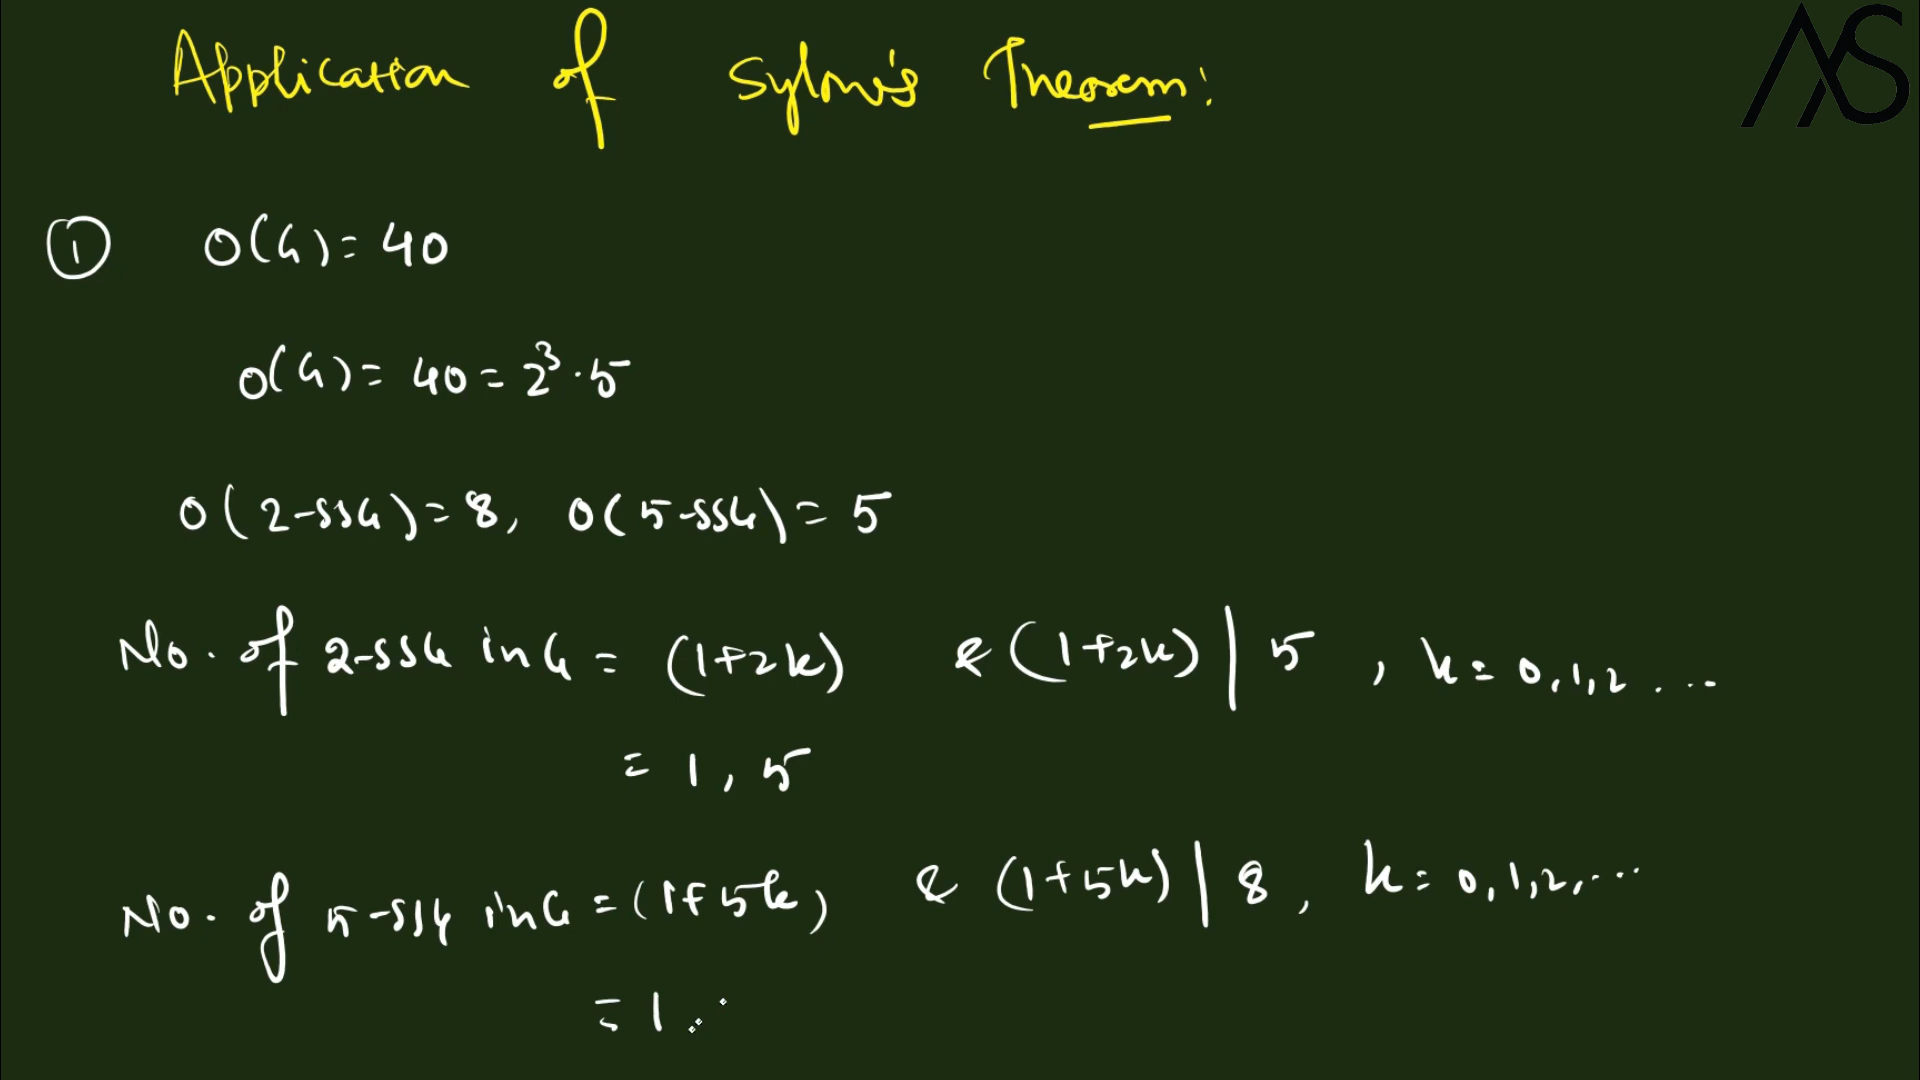 Application of Sylow's Theorem:
AS
① O(G) = 40
O(G) = 40 = 2³·5
O(2-SSG) = 8, O(5-SSG) = 5
No. of 2-SSG in G = (1+2k) & (1+2k) | 5, k = 0,1,2....
= 1, 5
No. of 5-SSG in G = (1+5k) & (1+5k) | 8, k = 0,1,2,...
= 1.